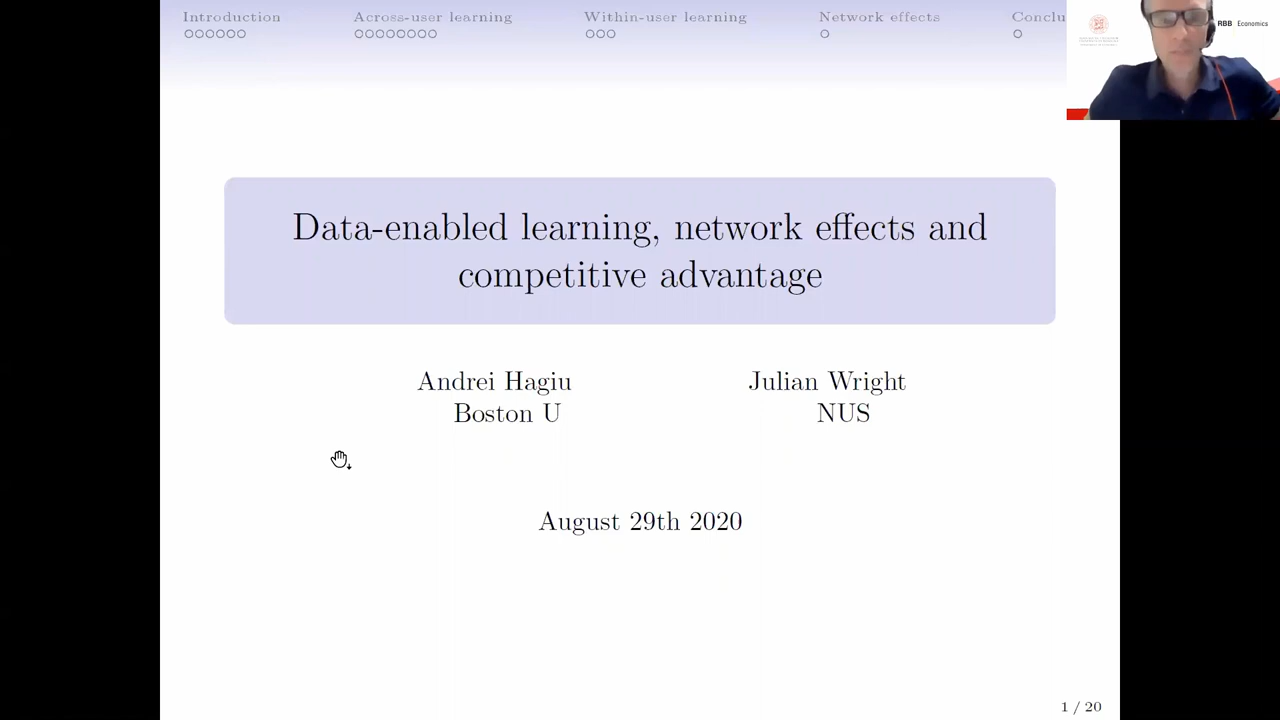 Introduction
Across-user learning
Within-user learning
Network effects
Conclu
RBB Economics
Data-enabled learning, network effects and
competitive advantage
Andrei Hagiu
Julian Wright
Boston U
NUS
August 29th 2020
1 / 20